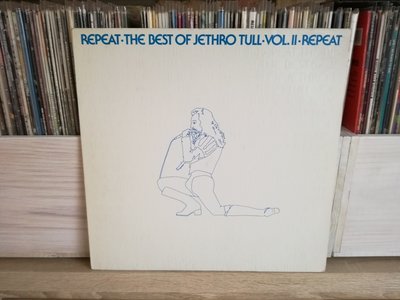 REPEAT·THE BEST OF JETHRO TULL·VOL. II·REPEAT